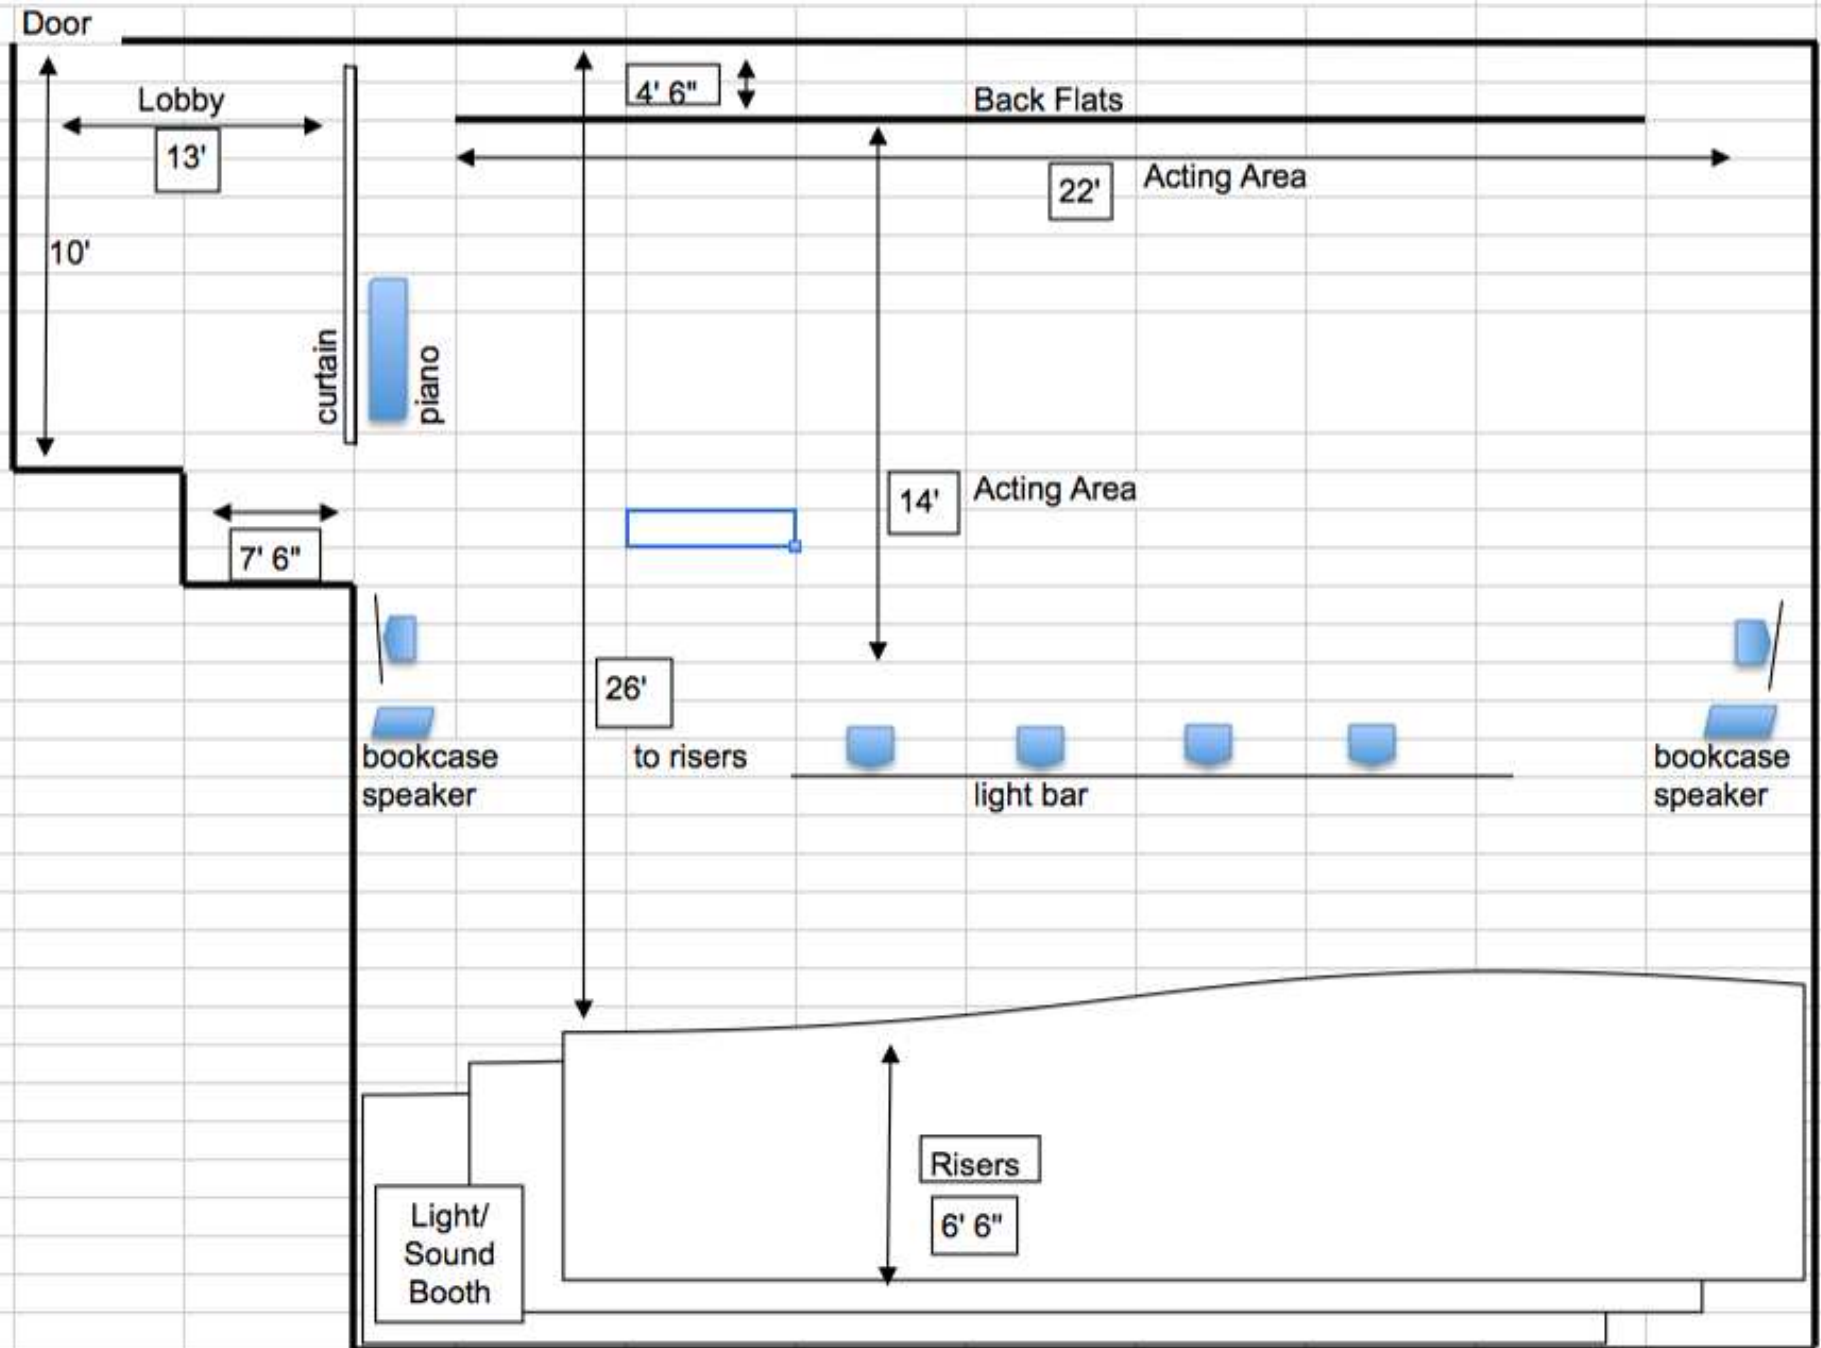 Door
4' 6"
Lobby
Back Flats
13'
22'
Acting Area
10'
curtain
piano
14'
Acting Area
7' 6"
26'
to risers
bookcase
speaker
light bar
bookcase
speaker
Risers
6' 6"
Light/
Sound
Booth